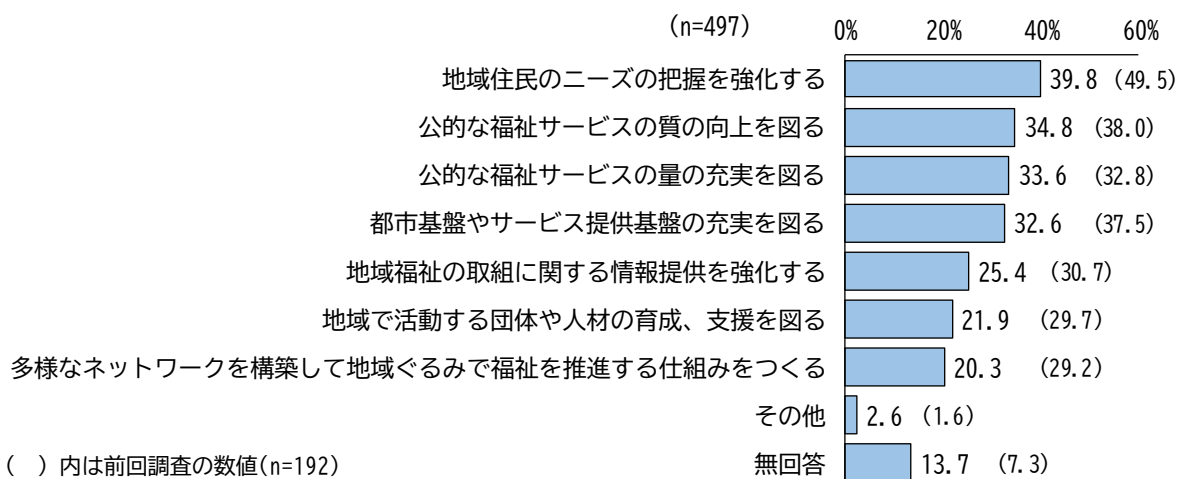 (n=497) 0% 20% 40% 60%
地域住民のニーズの把握を強化する 39.8 (49.5)
公的な福祉サービスの質の向上を図る 34.8 (38.0)
公的な福祉サービスの量の充実を図る 33.6 (32.8)
都市基盤やサービス提供基盤の充実を図る 32.6 (37.5)
地域福祉の取組に関する情報提供を強化する 25.4 (30.7)
地域で活動する団体や人材の育成、支援を図る 21.9 (29.7)
多様なネットワークを構築して地域ぐるみで福祉を推進する仕組みをつくる 20.3 (29.2)
その他 2.6 (1.6)
( )内は前回調査の数値(n=192) 無回答 13.7 (7.3)